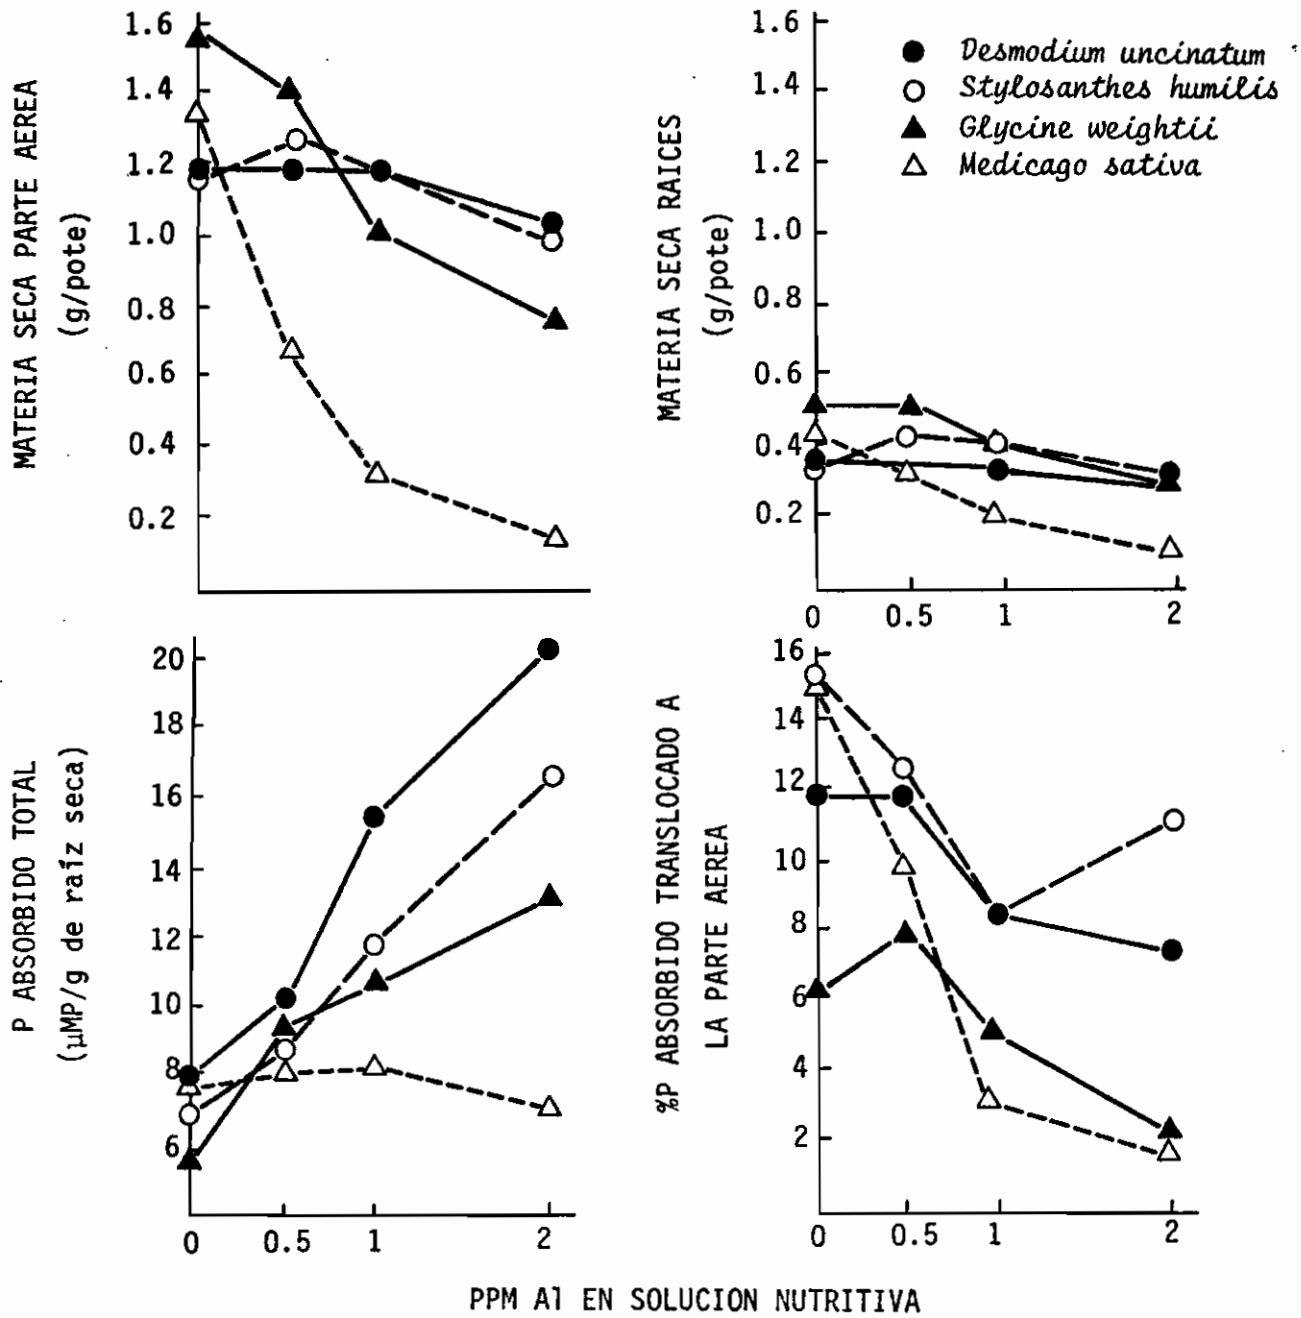 MATERIA SECA PARTE AEREA
(g/pote)
1.6
1.4
1.2
1.0
0.8
0.6
0.4
0.2
MATERIA SECA RAICES
(g/pote)
1.6
1.4
1.2
1.0
0.8
0.6
0.4
0.2
0 0.5 1 2
Desmodium uncinatum
Stylosanthes humilis
Glycine weightii
Medicago sativa
P ABSORBIDO TOTAL
(µMP/g de raíz seca)
20
18
16
14
12
10
8
6
0 0.5 1 2
%P ABSORBIDO TRANSLOCADO A
LA PARTE AEREA
16
14
12
10
8
6
4
2
0 0.5 1 2
PPM Al EN SOLUCION NUTRITIVA